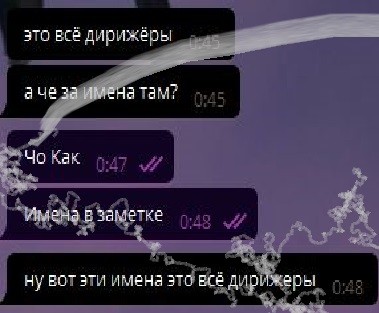 это всё дирижёры 0:45
а че за имена там? 0:45
Чо Как 0:47
Имена в заметке 0:48
ну вот эти имена это всё дирижеры 0:48